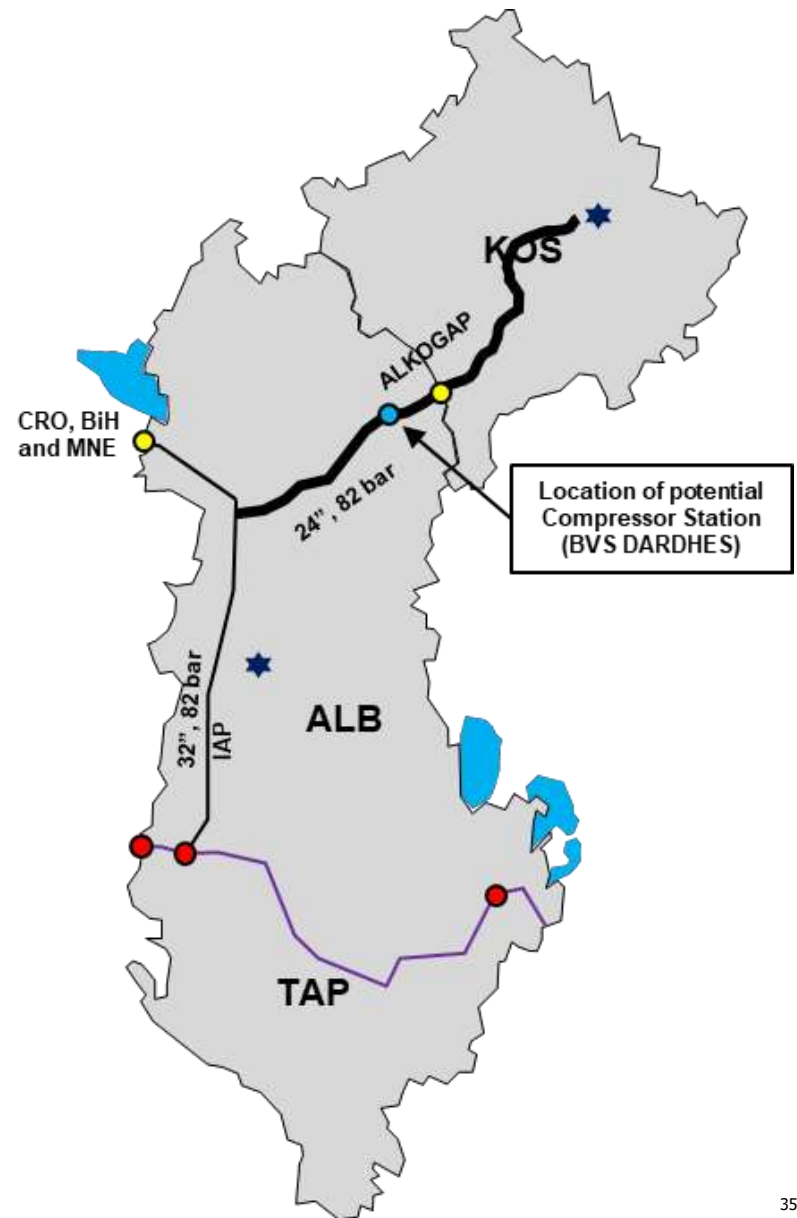 KOS
ALKOGAP
CRO, BiH
and MNE
24”, 82 bar
Location of potential
Compressor Station
(BVS DARDHES)
32”, 82 bar
IAP
ALB
TAP
35